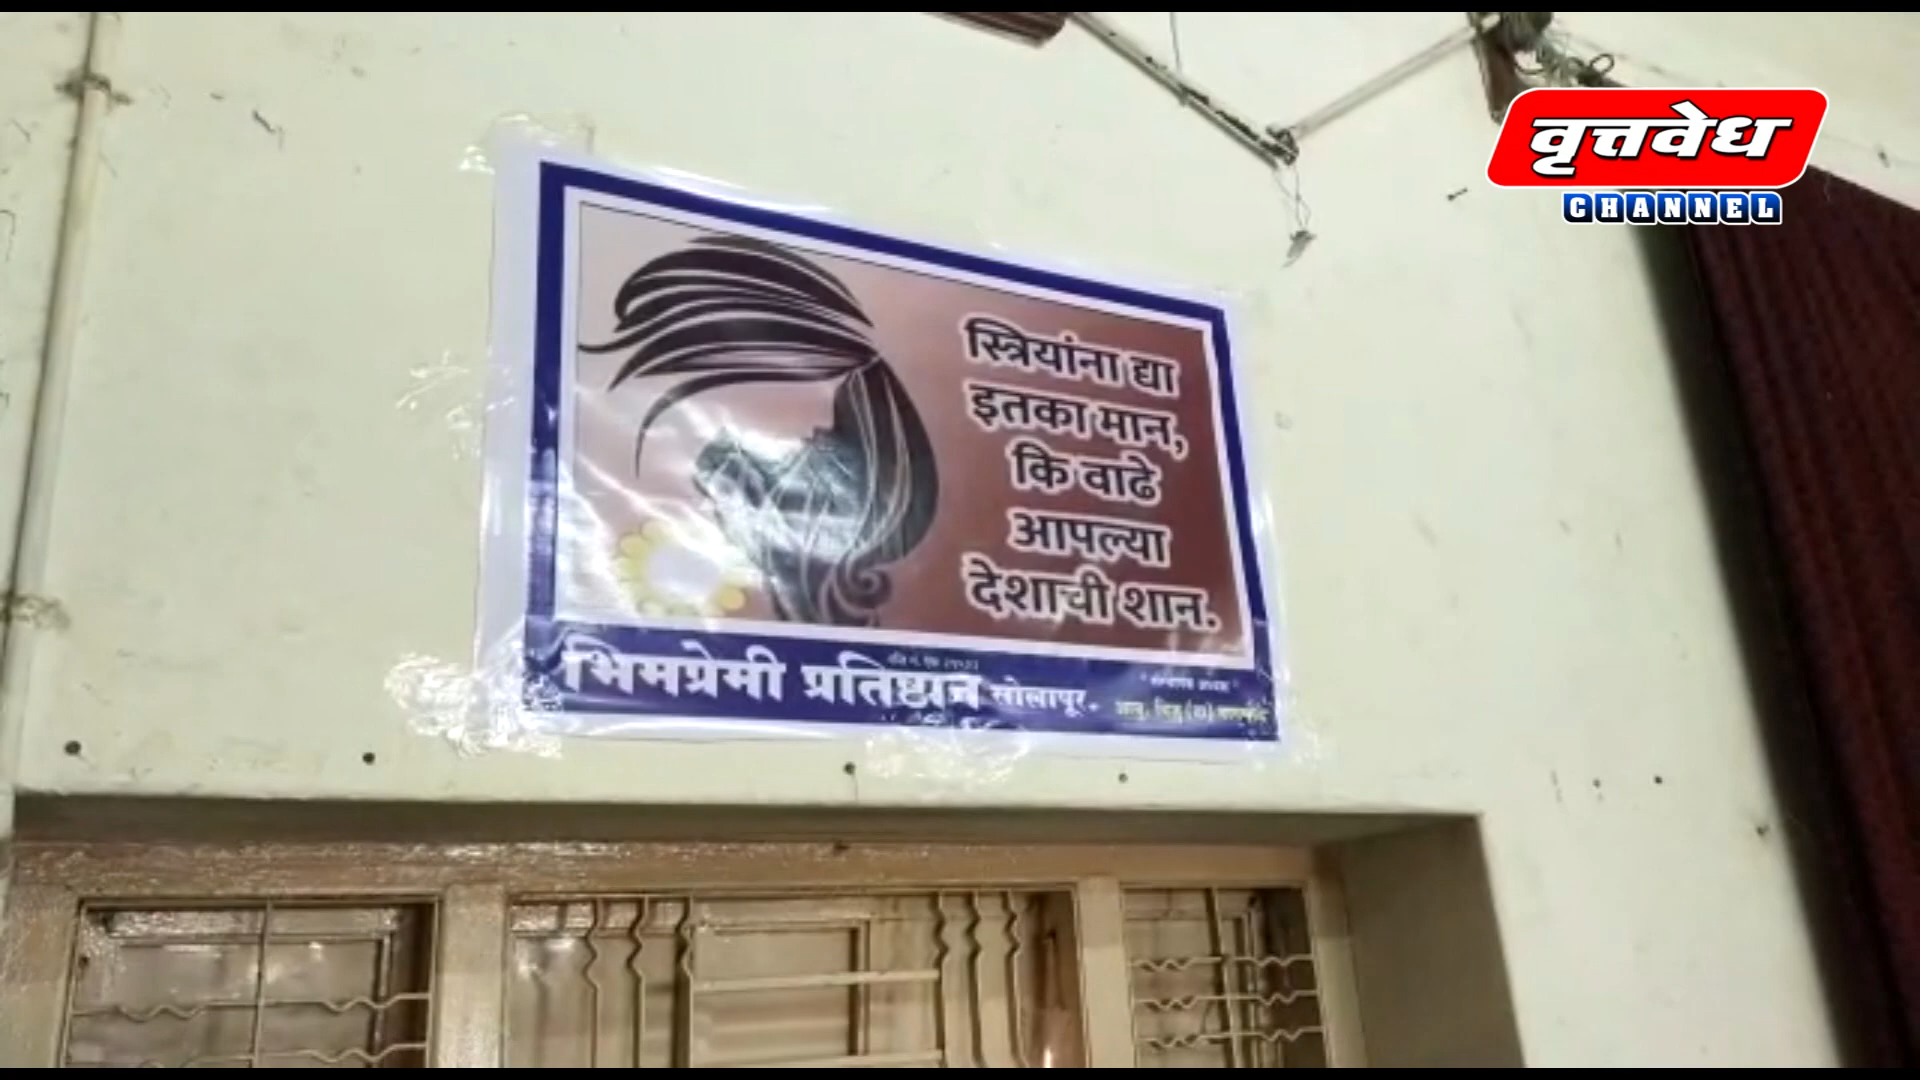 वृत्तवेध
CHANNEL
स्त्रियांना द्या
इतका मान,
कि वाढे
आपल्या
देशाची शान.
भिमप्रेमी प्रतिष्ठान सोलापूर.